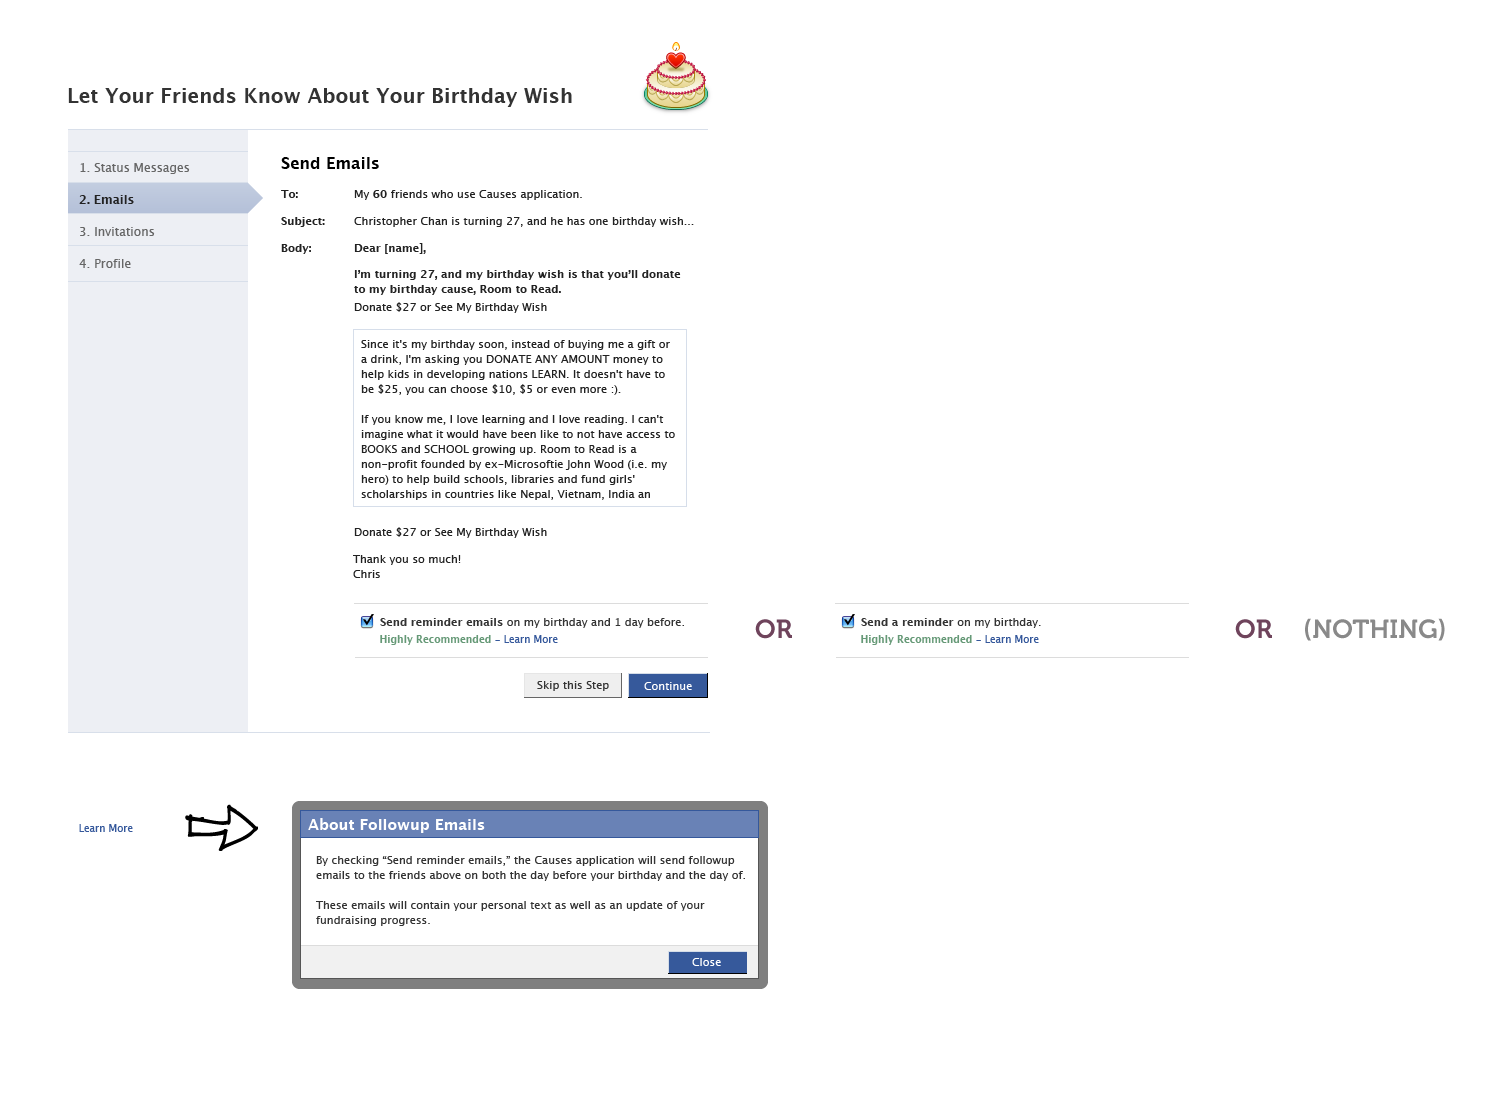 Let Your Friends Know About Your Birthday Wish
1. Status Messages
2. Emails
3. Invitations
4. Profile
Send Emails
To: My 60 friends who use Causes application.
Subject: Christopher Chan is turning 27, and he has one birthday wish...
Body: Dear [name],
I’m turning 27, and my birthday wish is that you’ll donate
to my birthday cause, Room to Read.
Donate $27 or See My Birthday Wish
Since it's my birthday soon, instead of buying me a gift or
a drink, I'm asking you DONATE ANY AMOUNT money to
help kids in developing nations LEARN. It doesn't have to
be $25, you can choose $10, $5 or even more :).
If you know me, I love learning and I love reading. I can't
imagine what it would have been like to not have access to
BOOKS and SCHOOL growing up. Room to Read is a
non-profit founded by ex-Microsoftie John Wood (i.e. my
hero) to help build schools, libraries and fund girls'
scholarships in countries like Nepal, Vietnam, India an
Donate $27 or See My Birthday Wish
Thank you so much!
Chris
Send reminder emails on my birthday and 1 day before.
Highly Recommended – Learn More
OR
Send a reminder on my birthday.
Highly Recommended – Learn More
OR
(NOTHING)
Skip this Step
Continue
Learn More
About Followup Emails
By checking “Send reminder emails,” the Causes application will send followup
emails to the friends above on both the day before your birthday and the day of.
These emails will contain your personal text as well as an update of your
fundraising progress.
Close